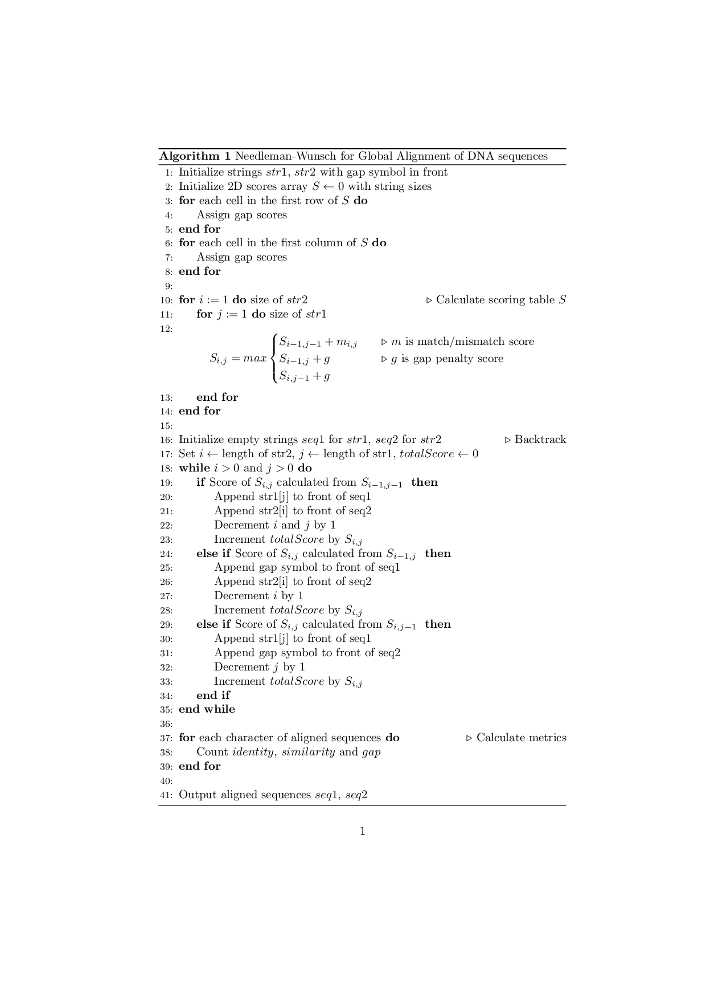 Algorithm 1 Needleman-Wunsch for Global Alignment of DNA sequences
1: Initialize strings str1, str2 with gap symbol in front
2: Initialize 2D scores array S ← 0 with string sizes
3: for each cell in the first row of S do
4: Assign gap scores
5: end for
6: for each cell in the first column of S do
7: Assign gap scores
8: end for
9:
10: for i := 1 do size of str2 ▷ Calculate scoring table S
11: for j := 1 do size of str1
12:
S_{i−1,j−1} + m_{i,j} ▷ m is match/mismatch score
S_{i,j} = max { S_{i−1,j} + g ▷ g is gap penalty score
S_{i,j−1} + g
13: end for
14: end for
15:
16: Initialize empty strings seq1 for str1, seq2 for str2 ▷ Backtrack
17: Set i ← length of str2, j ← length of str1, totalScore ← 0
18: while i > 0 and j > 0 do
19: if Score of S_{i,j} calculated from S_{i−1,j−1} then
20: Append str1[j] to front of seq1
21: Append str2[i] to front of seq2
22: Decrement i and j by 1
23: Increment totalScore by S_{i,j}
24: else if Score of S_{i,j} calculated from S_{i−1,j} then
25: Append gap symbol to front of seq1
26: Append str2[i] to front of seq2
27: Decrement i by 1
28: Increment totalScore by S_{i,j}
29: else if Score of S_{i,j} calculated from S_{i,j−1} then
30: Append str1[j] to front of seq1
31: Append gap symbol to front of seq2
32: Decrement j by 1
33: Increment totalScore by S_{i,j}
34: end if
35: end while
36:
37: for each character of aligned sequences do ▷ Calculate metrics
38: Count identity, similarity and gap
39: end for
40:
41: Output aligned sequences seq1, seq2
1